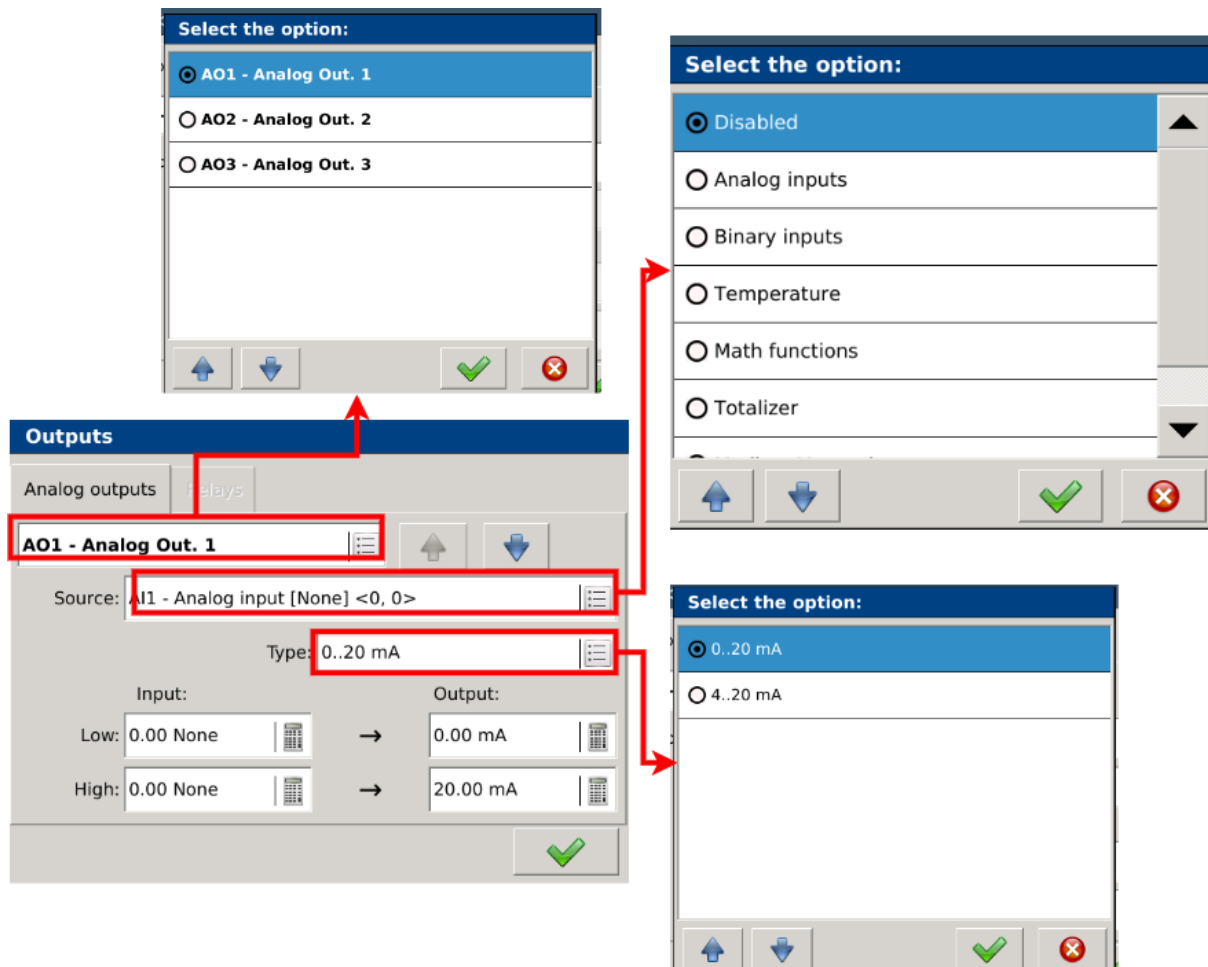 Select the option:
AO1 - Analog Out. 1
AO2 - Analog Out. 2
AO3 - Analog Out. 3
Select the option:
Disabled
Analog inputs
Binary inputs
Temperature
Math functions
Totalizer
Outputs
Analog outputs
Relays
AO1 - Analog Out. 1
Source: AI1 - Analog input [None] <0, 0>
Type: 0..20 mA
Input: Output:
Low: 0.00 None → 0.00 mA
High: 0.00 None → 20.00 mA
Select the option:
0..20 mA
4..20 mA